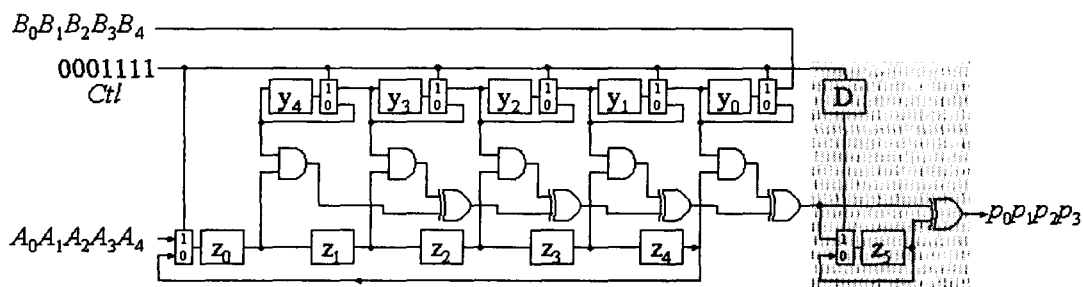 B₀B₁B₂B₃B₄
0001111
Ctl
1 0 1 0 1 0 1 0 1 0
y₄ y₃ y₂ y₁ y₀
D
A₀A₁A₂A₃A₄
1 0
z₀ z₁ z₂ z₃ z₄
1 0
z₅
p₀p₁p₂p₃